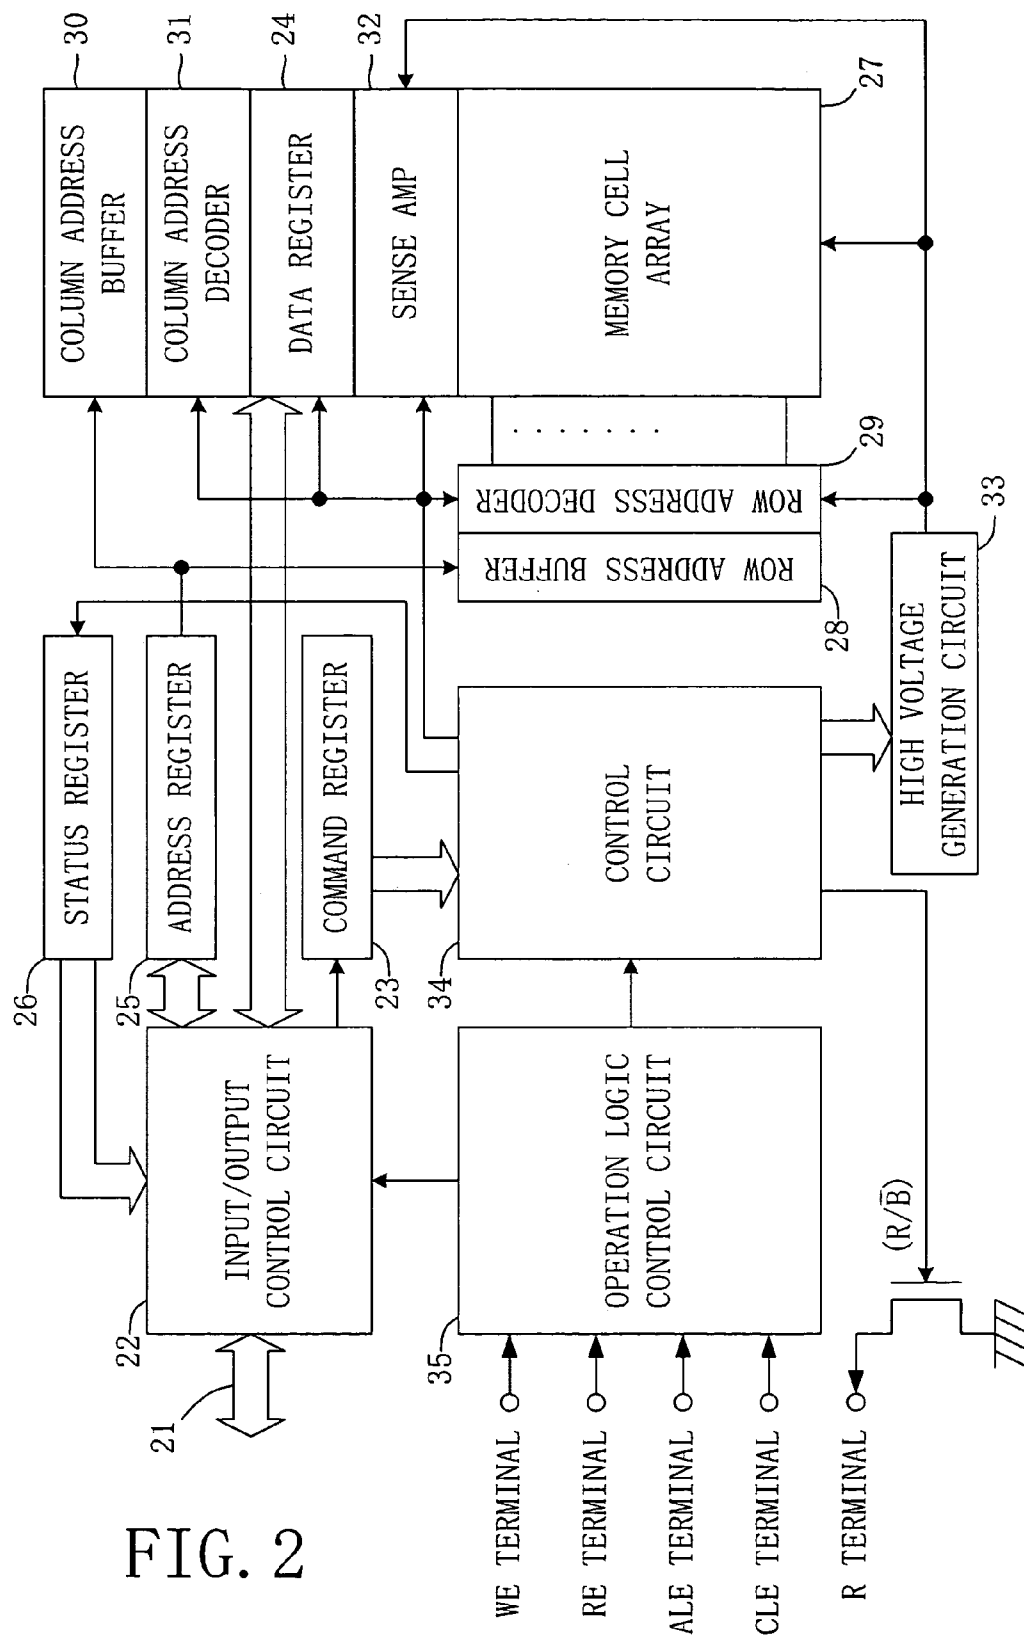 30
31
24
32
COLUMN ADDRESS
BUFFER
COLUMN ADDRESS
DECODER
DATA REGISTER
SENSE AMP
MEMORY CELL
ARRAY
27
ROW ADDRESS DECODER
29
ROW ADDRESS BUFFER
28
26
STATUS REGISTER
25
ADDRESS REGISTER
COMMAND REGISTER
23
34
CONTROL
CIRCUIT
HIGH VOLTAGE
GENERATION CIRCUIT
33
22
INPUT/OUTPUT
CONTROL CIRCUIT
21
35
OPERATION LOGIC
CONTROL CIRCUIT
(R/B̅)
WE TERMINAL
RE TERMINAL
ALE TERMINAL
CLE TERMINAL
R TERMINAL
FIG. 2